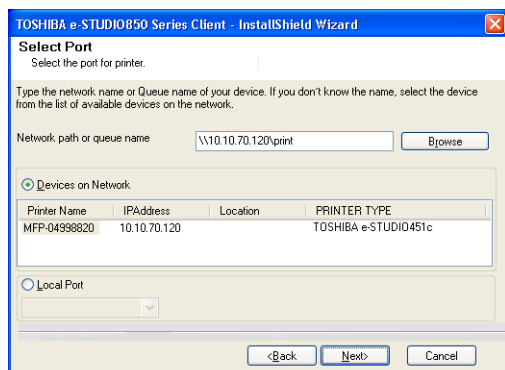 TOSHIBA e-STUDIO850 Series Client - InstallShield Wizard
Select Port
Select the port for printer.
Type the network name or Queue name of your device. If you don't know the name, select the device
from the list of available devices on the network.
Network path or queue name \\10.10.70.120\print Browse
Devices on Network
Printer Name IPAddress Location PRINTER TYPE
MFP-04998820 10.10.70.120 TOSHIBA e-STUDIO451c
Local Port
<Back Next> Cancel